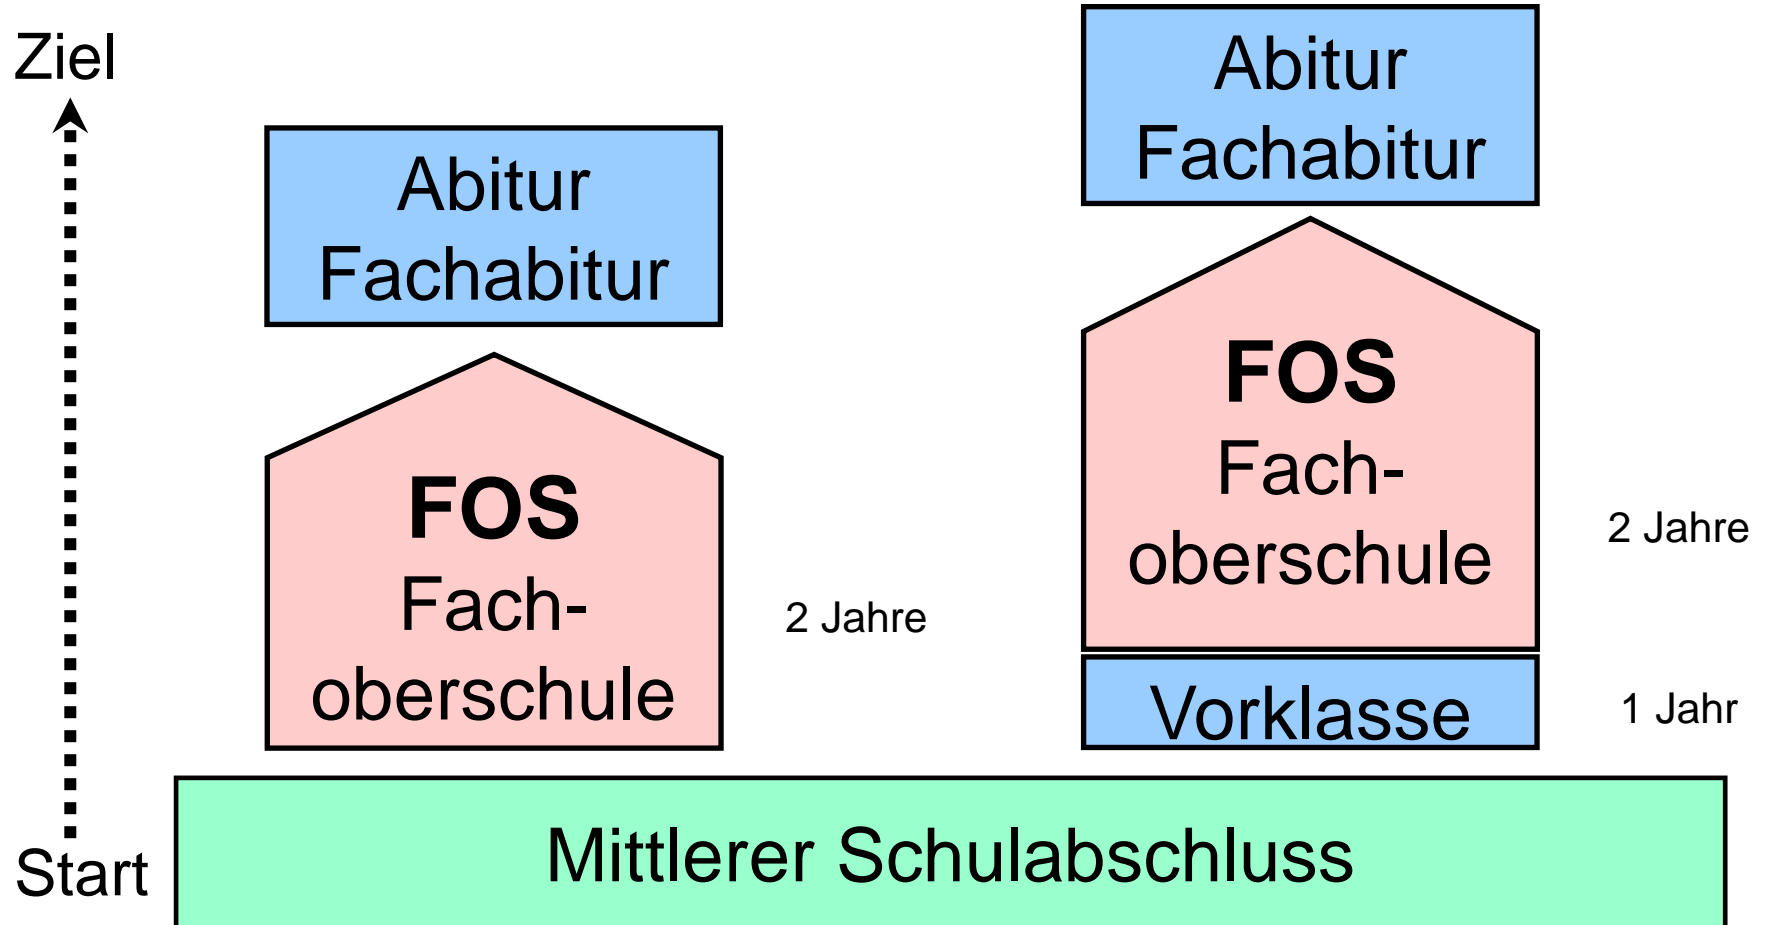 Ziel
Abitur
Fachabitur
FOS
Fach-
oberschule
2 Jahre
Abitur
Fachabitur
FOS
Fach-
oberschule
2 Jahre
Vorklasse
1 Jahr
Start
Mittlerer Schulabschluss